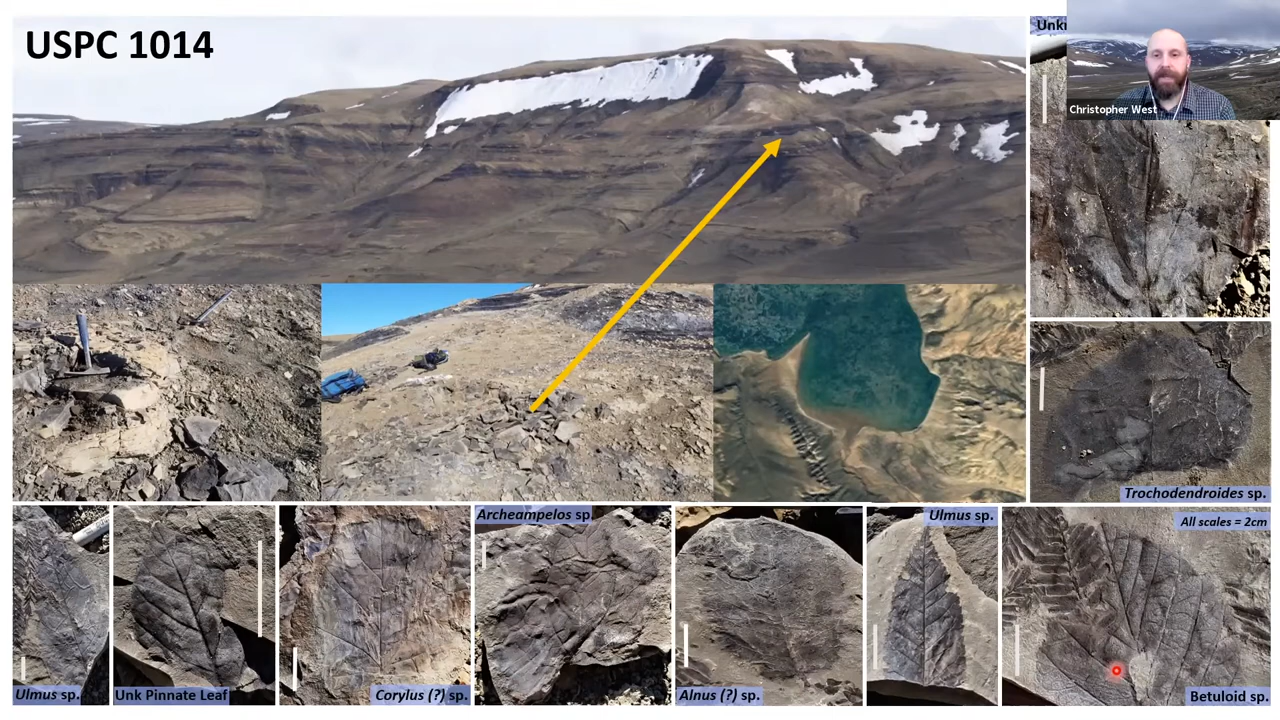 USPC 1014
Unk
Christopher West
Trochodendroides sp.
Archeampelos sp.
Ulmus sp.
All scales = 2cm
Ulmus sp.
Unk Pinnate Leaf
Corylus (?) sp.
Alnus (?) sp.
Betuloid sp.